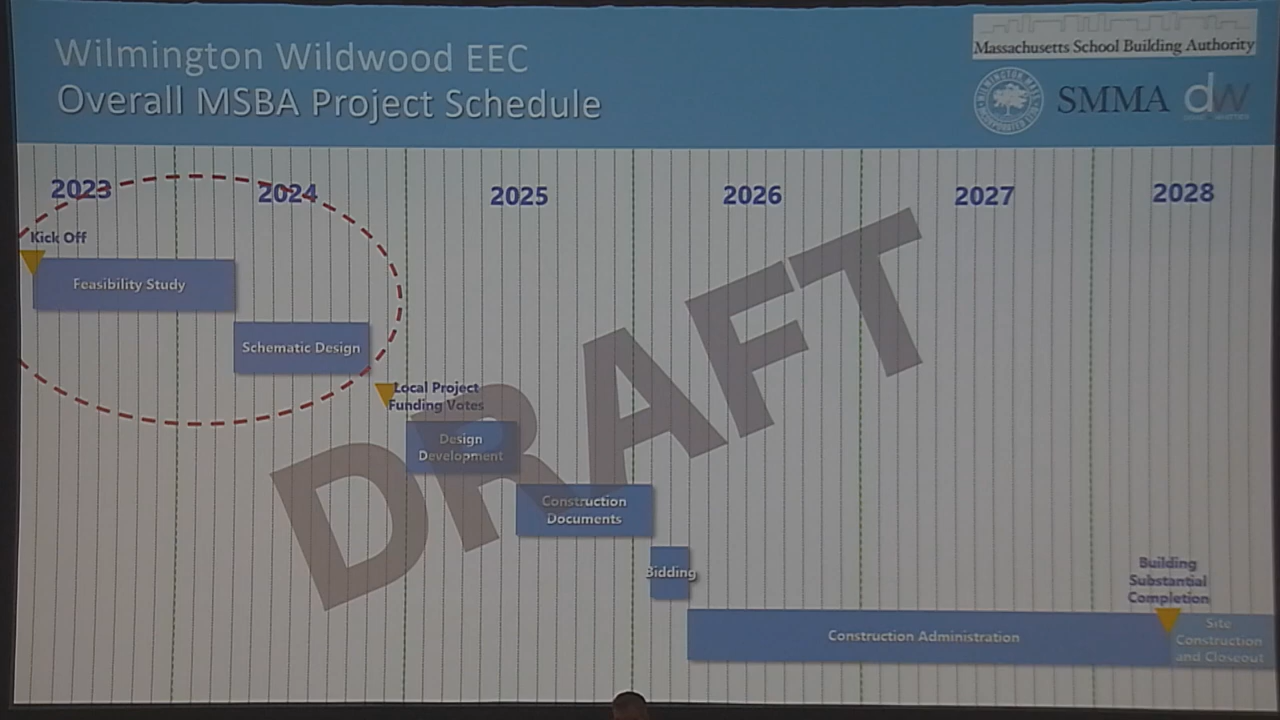 Wilmington Wildwood EEC
Overall MSBA Project Schedule
Massachusetts School Building Authority
SMMA dw
2023 2024 2025 2026 2027 2028
Kick Off
Feasibility Study
Schematic Design
Local Project
Funding Votes
Design
Development
Construction
Documents
Bidding
Building
Substantial
Completion
Construction Administration
Site
Construction
and Closeout
DRAFT